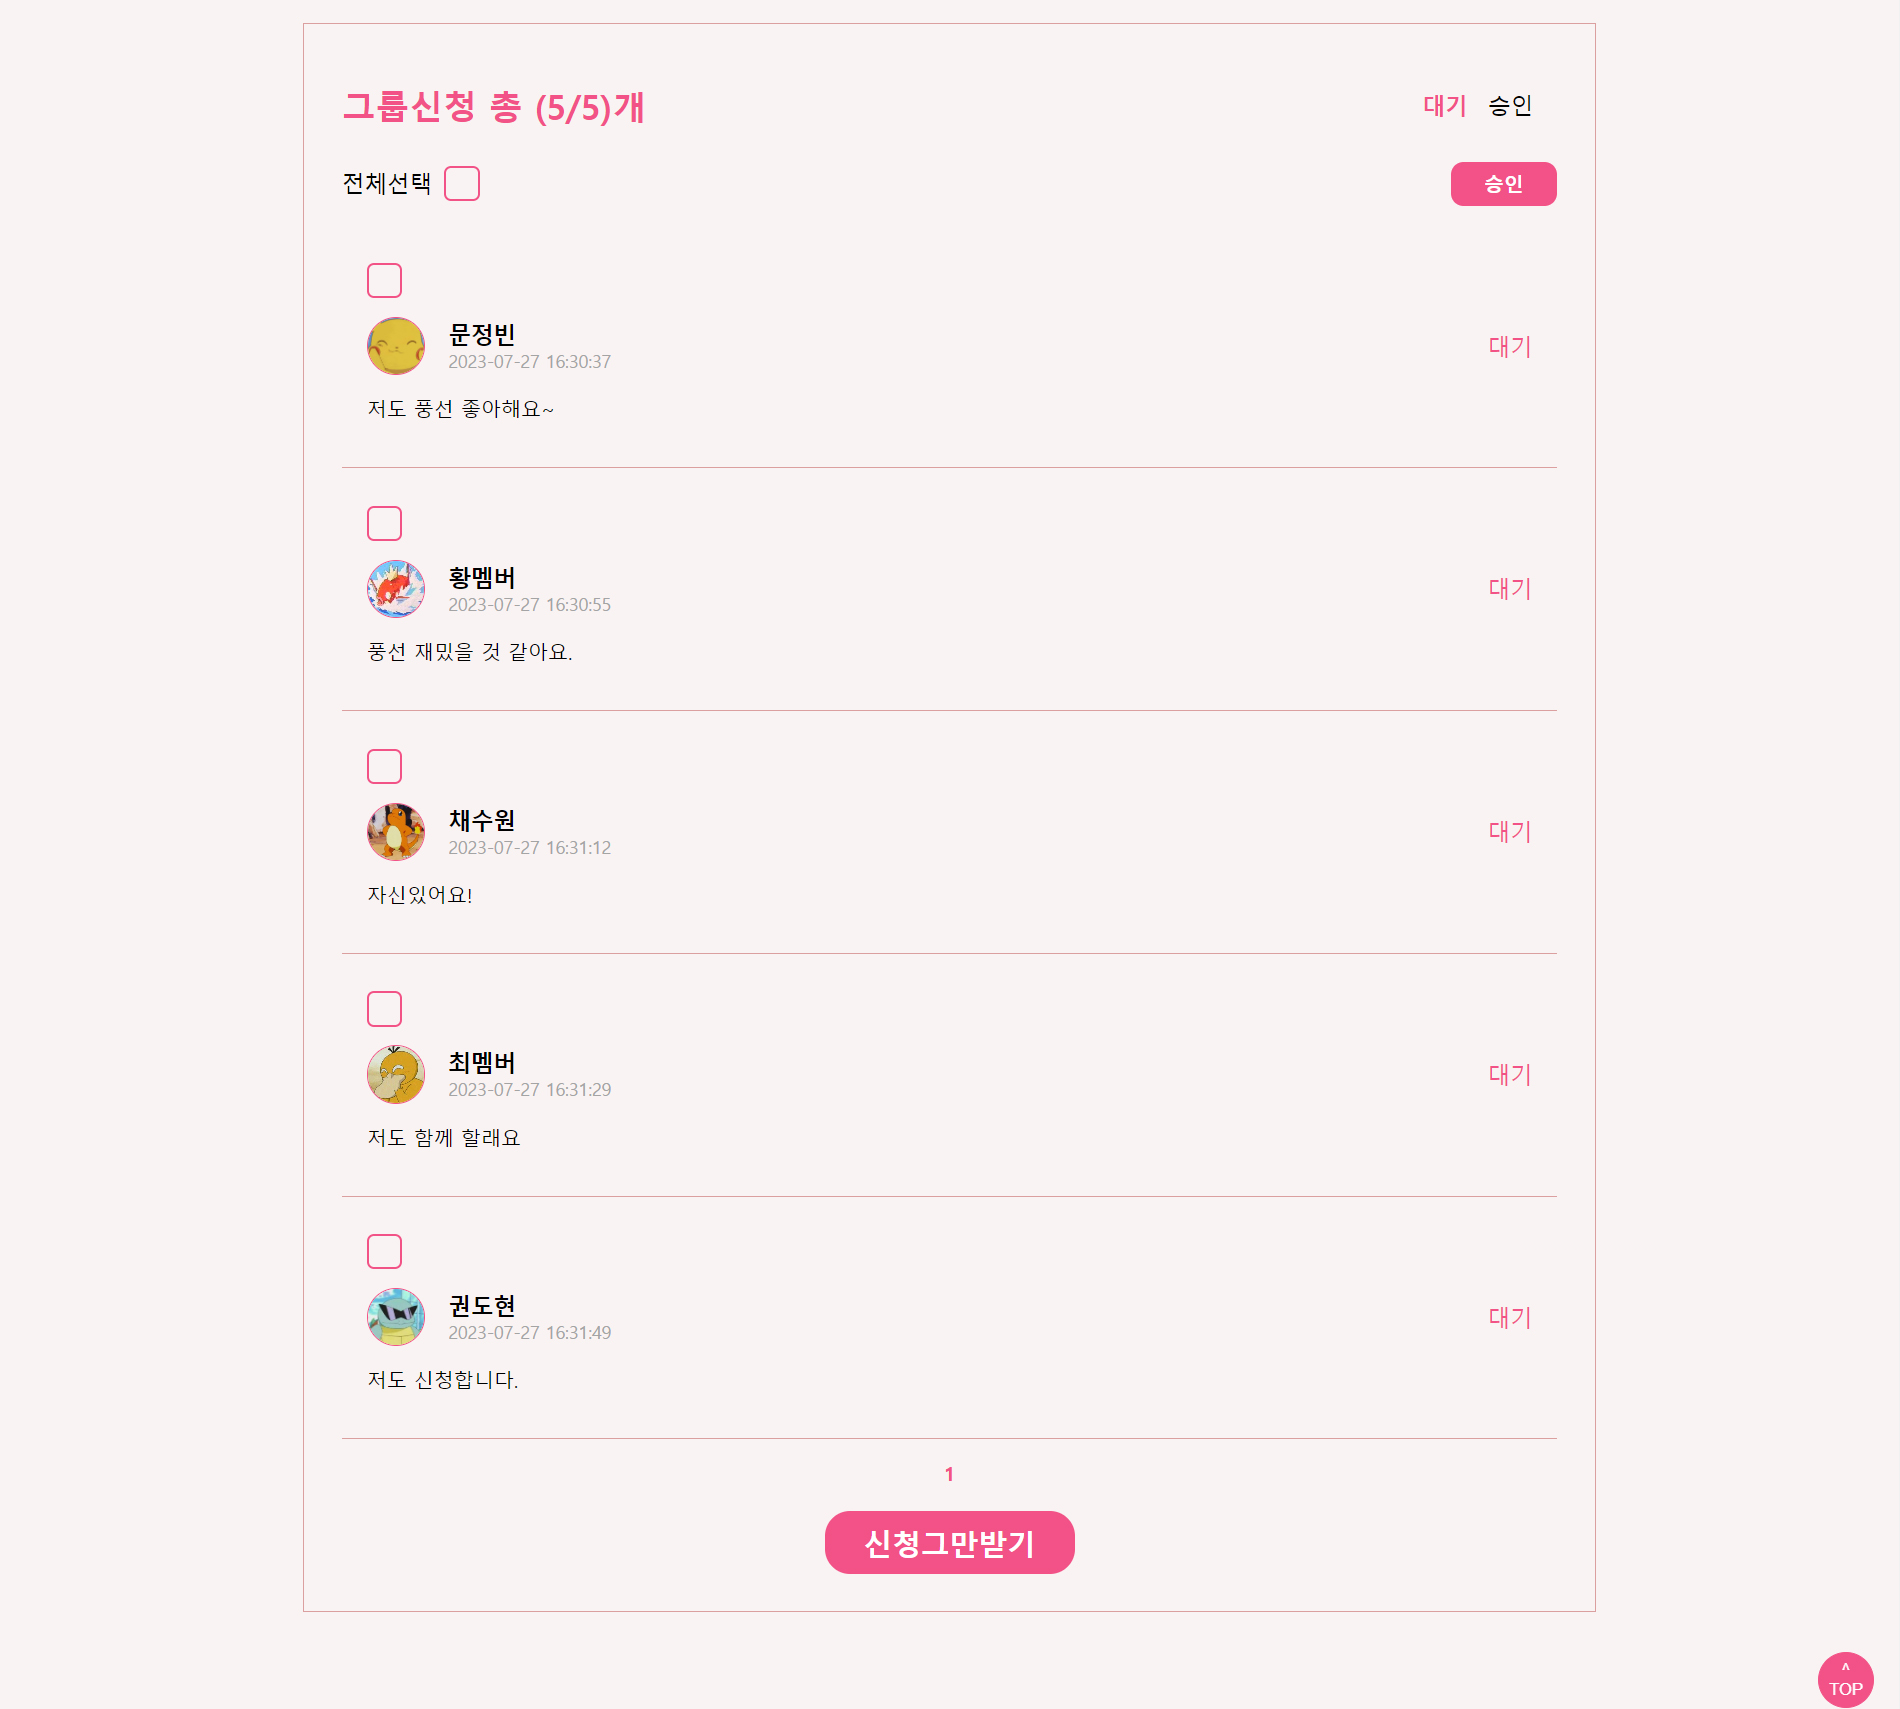 그룹신청 총 (5/5)개
대기 승인
전체선택
승인
문정빈
2023-07-27 16:30:37
대기
저도 풍선 좋아해요~
황멤버
2023-07-27 16:30:55
대기
풍선 재밌을 것 같아요.
채수원
2023-07-27 16:31:12
대기
자신있어요!
최멤버
2023-07-27 16:31:29
대기
저도 함께 할래요
권도현
2023-07-27 16:31:49
대기
저도 신청합니다.
1
신청그만받기
^
TOP